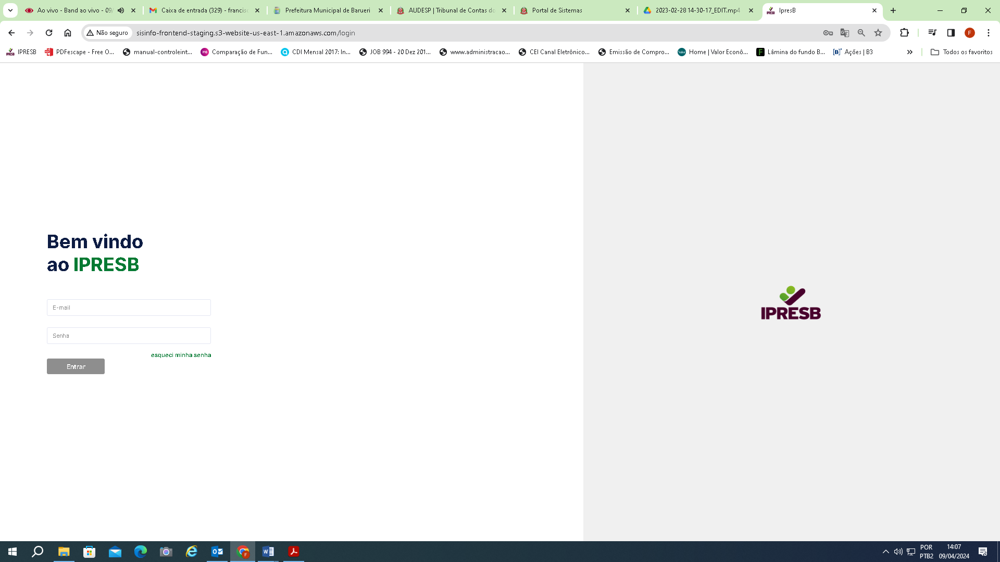 Ao vivo - Band ao vivo - 09/
Caixa de entrada (329) - francisc
Prefeitura Municipal de Barueri
AUDESP | Tribunal de Contas do
Portal de Sistemas
2023-02-28 14-30-17_EDIT.mp4
IpresB
Não seguro
sisinfo-frontend-staging.s3-website-us-east-1.amazonaws.com/login
F
IPRESB
PDFescape - Free O...
manual-controleint...
Comparação de Fun...
CDI Mensal 2017: In...
JOB 994 - 20 Dez 201...
www.administracao...
CEI Canal Eletrônico...
Emissão de Compro...
Home | Valor Econô...
Lâmina do fundo B...
Ações | B3
Todos os favoritos
Bem vindo
ao IPRESB
E-mail
Senha
esqueci minha senha
Entrar
IPRESB
POR
PTB2
14:07
09/04/2024